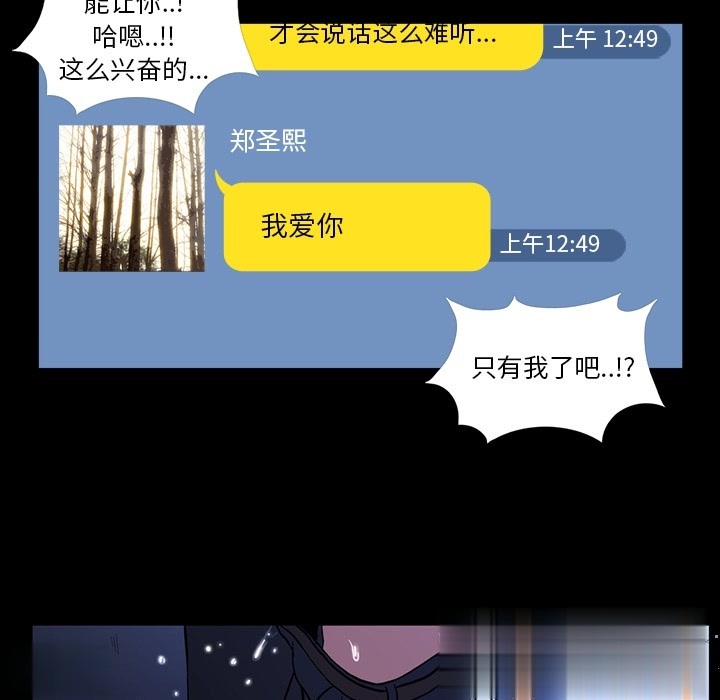 能让你..!
哈嗯..!!
这么兴奋的...
才会说话这么难听...
上午 12:49
郑圣熙
我爱你
上午12:49
只有我了吧..!?